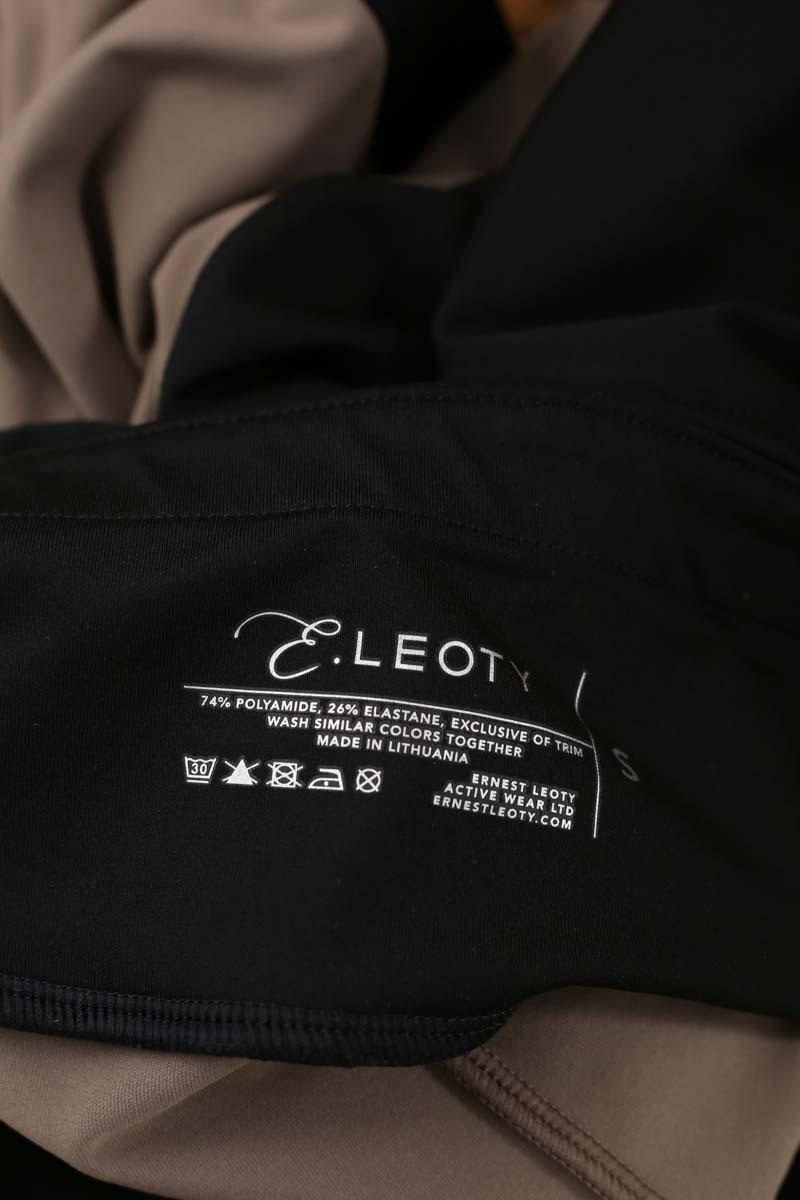 E.LEOTY
74% POLYAMIDE, 26% ELASTANE, EXCLUSIVE OF TRIM
WASH SIMILAR COLORS TOGETHER
MADE IN LITHUANIA
30
ERNEST LEOTY
ACTIVE WEAR LTD
ERNESTLEOTY.COM
S